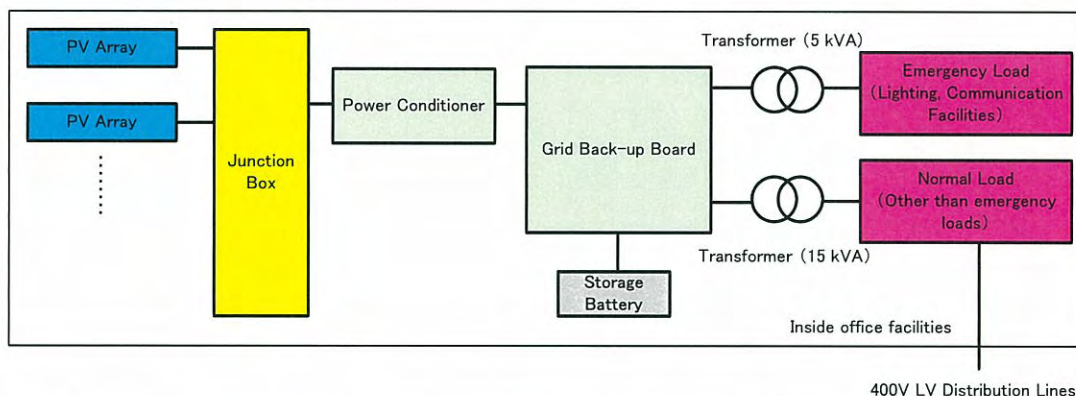 PV Array
PV Array
Junction
Box
Power Conditioner
Grid Back-up Board
Storage
Battery
Transformer (5 kVA)
Emergency Load
(Lighting, Communication
Facilities)
Normal Load
(Other than emergency
loads)
Transformer (15 kVA)
Inside office facilities
400V LV Distribution Lines